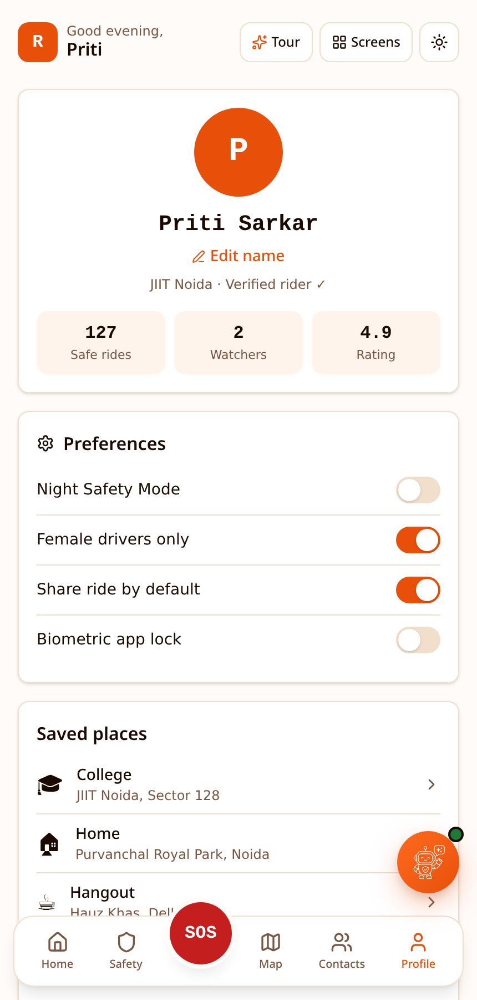 R
Good evening,
Priti
Tour
Screens
P
Priti Sarkar
Edit name
JIIT Noida · Verified rider ✓
127
Safe rides
2
Watchers
4.9
Rating
Preferences
Night Safety Mode
Female drivers only
Share ride by default
Biometric app lock
Saved places
College
JIIT Noida, Sector 128
Home
Purvanchal Royal Park, Noida
Hangout
Hauz Khas,
SOS
Home
Safety
Map
Contacts
Profile